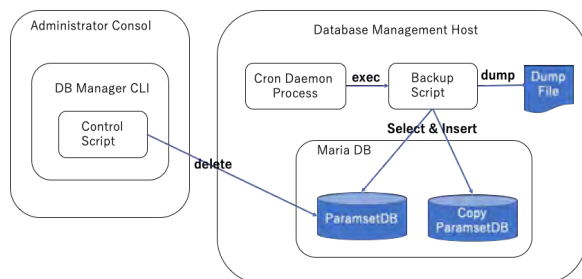 Administrator Consol
DB Manager CLI
Control
Script
delete
Database Management Host
Cron Daemon
Process
exec
Backup
Script
dump
Dump
File
Select & Insert
Maria DB
ParamsetDB
Copy
ParamsetDB